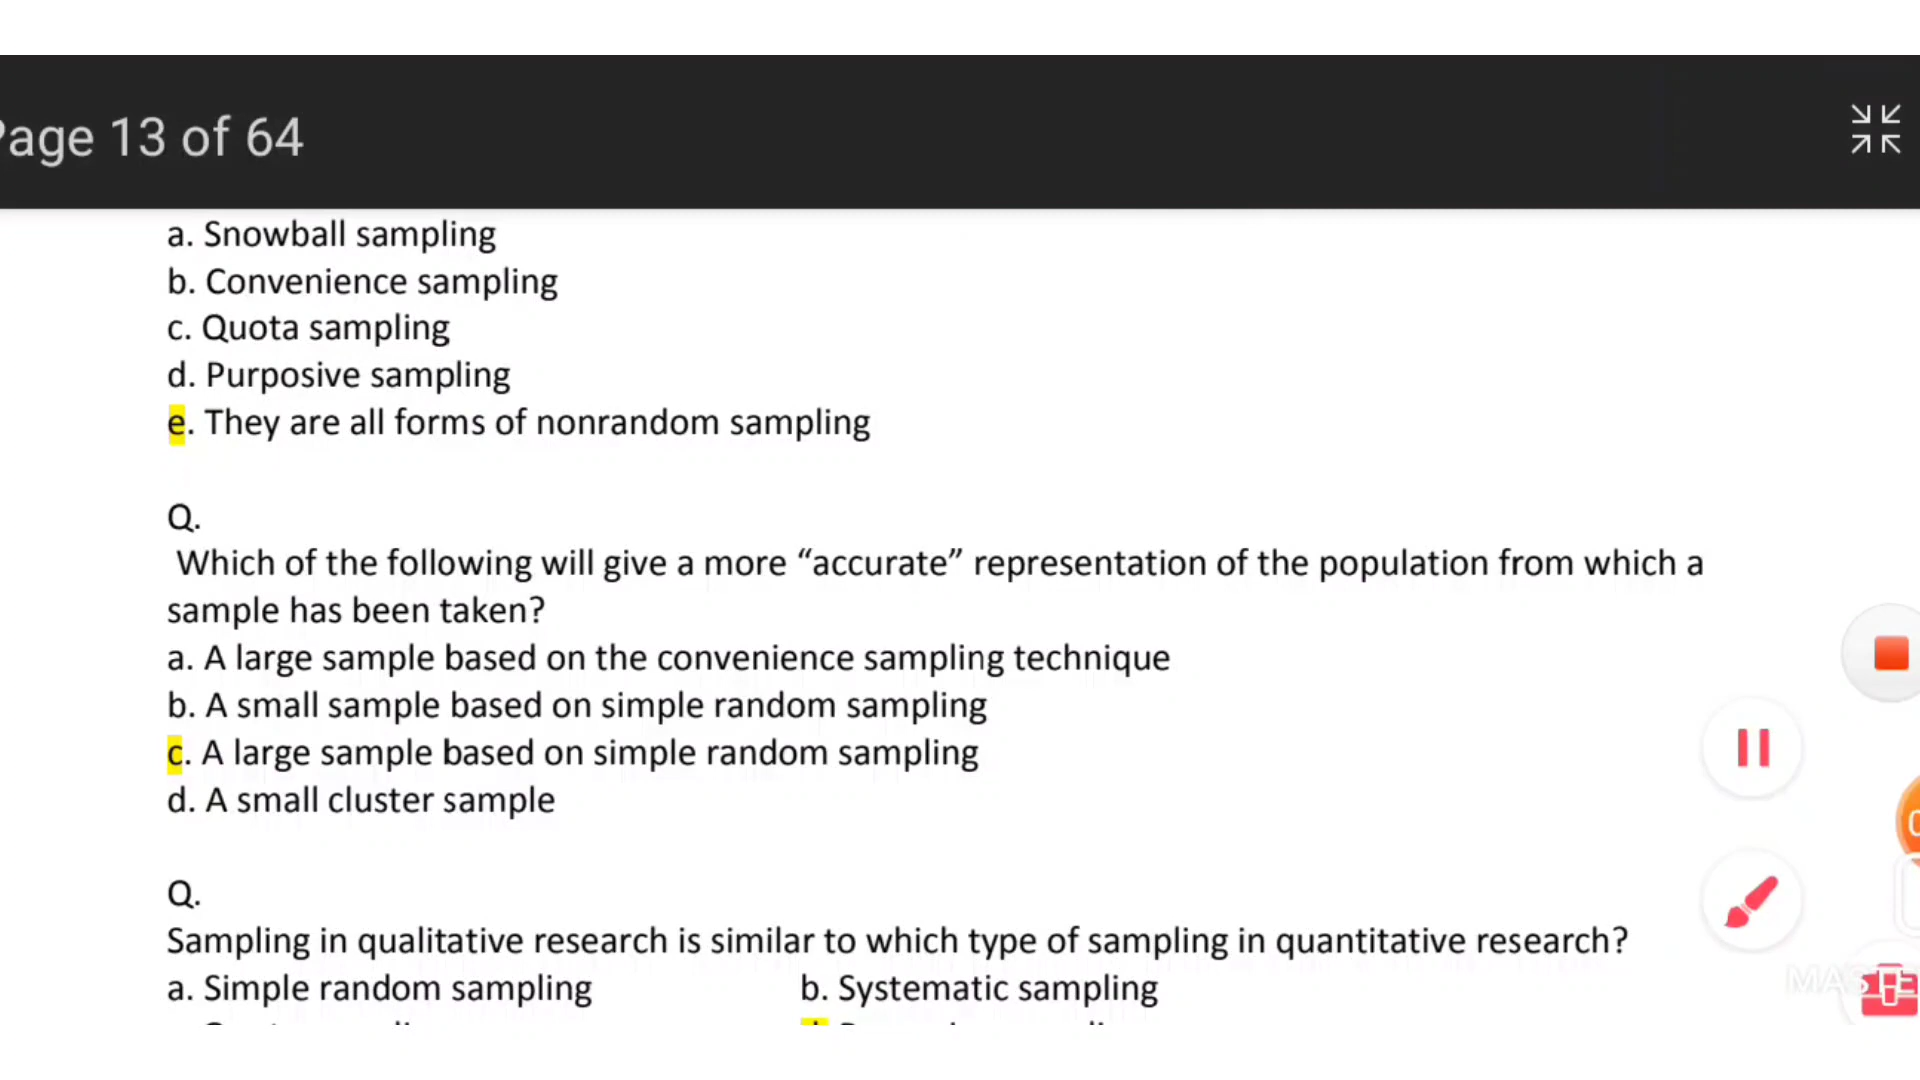 Page 13 of 64
a. Snowball sampling
b. Convenience sampling
c. Quota sampling
d. Purposive sampling
e. They are all forms of nonrandom sampling
Q.
Which of the following will give a more “accurate” representation of the population from which a
sample has been taken?
a. A large sample based on the convenience sampling technique
b. A small sample based on simple random sampling
c. A large sample based on simple random sampling
d. A small cluster sample
Q.
Sampling in qualitative research is similar to which type of sampling in quantitative research?
a. Simple random sampling b. Systematic sampling